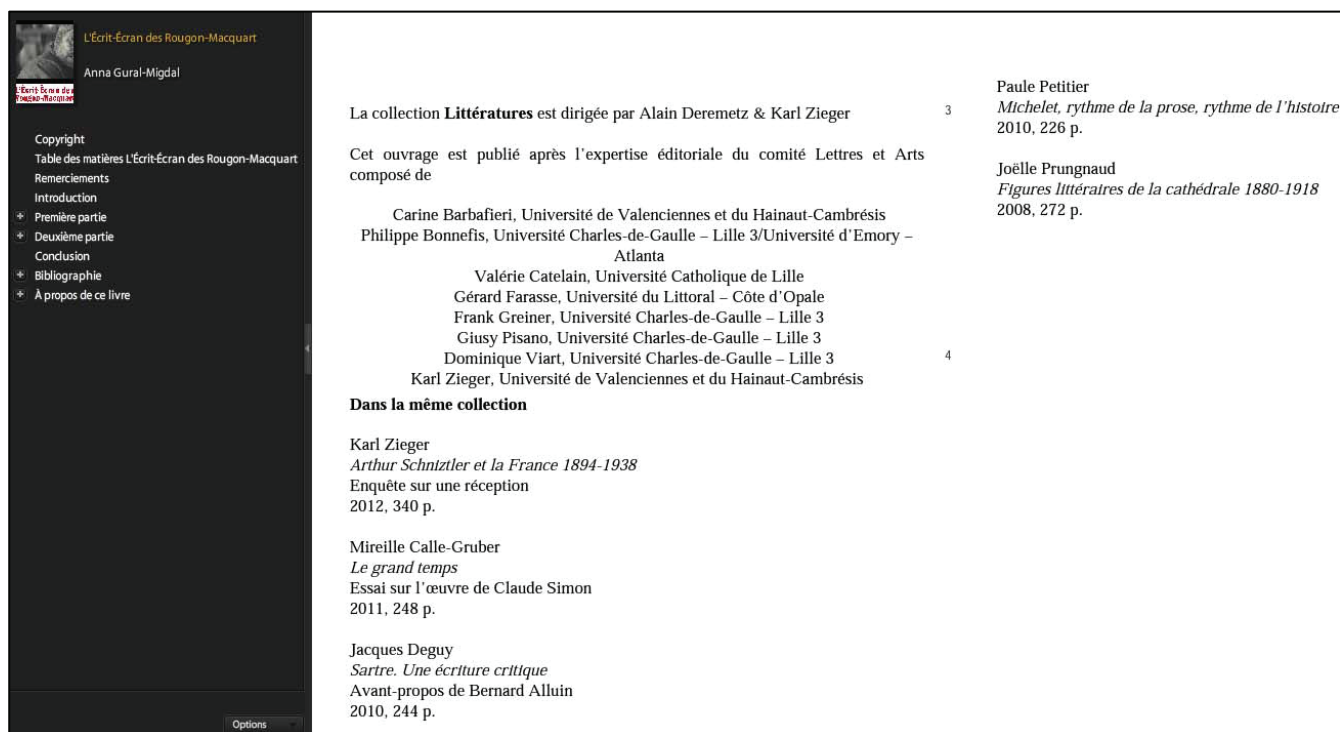 L'Écrit-Écran des Rougon-Macquart
Anna Gural-Migdal
L'Écrit-Écran des
Rougon-Macquart
Copyright
Table des matières L'Écrit-Écran des Rougon-Macquart
Remerciements
Introduction
+ Première partie
+ Deuxième partie
Conclusion
+ Bibliographie
+ À propos de ce livre
Options
La collection Littératures est dirigée par Alain Deremetz & Karl Zieger
3
Cet ouvrage est publié après l'expertise éditoriale du comité Lettres et Arts
composé de
Carine Barbafieri, Université de Valenciennes et du Hainaut-Cambrésis
Philippe Bonnefis, Université Charles-de-Gaulle – Lille 3/Université d'Emory –
Atlanta
Valérie Catelain, Université Catholique de Lille
Gérard Farasse, Université du Littoral – Côte d'Opale
Frank Greiner, Université Charles-de-Gaulle – Lille 3
Giusy Pisano, Université Charles-de-Gaulle – Lille 3
Dominique Viart, Université Charles-de-Gaulle – Lille 3
4
Karl Zieger, Université de Valenciennes et du Hainaut-Cambrésis
Dans la même collection
Karl Zieger
Arthur Schniztler et la France 1894-1938
Enquête sur une réception
2012, 340 p.
Mireille Calle-Gruber
Le grand temps
Essai sur l'œuvre de Claude Simon
2011, 248 p.
Jacques Deguy
Sartre. Une écriture critique
Avant-propos de Bernard Alluin
2010, 244 p.
Paule Petitier
Michelet, rythme de la prose, rythme de l'histoire
2010, 226 p.
Joëlle Prungnaud
Figures littéraires de la cathédrale 1880-1918
2008, 272 p.